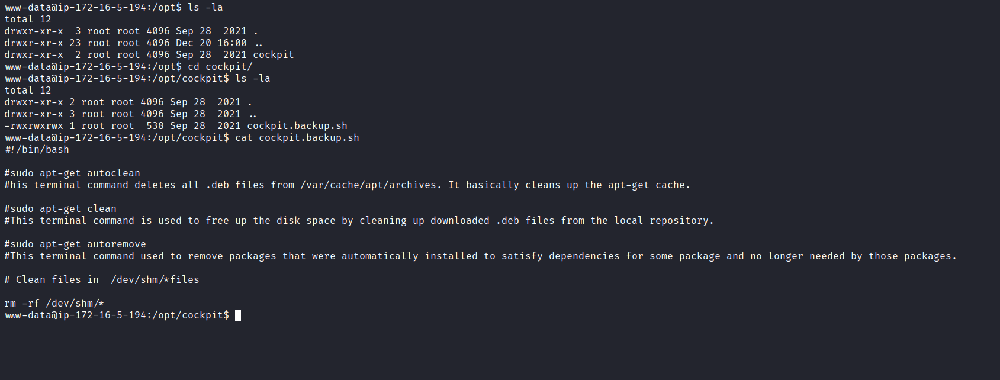 www-data@ip-172-16-5-194:/opt$ ls -la
total 12
drwxr-xr-x  3 root root 4096 Sep 28  2021 .
drwxr-xr-x 23 root root 4096 Dec 20 16:00 ..
drwxr-xr-x  2 root root 4096 Sep 28  2021 cockpit
www-data@ip-172-16-5-194:/opt$ cd cockpit/
www-data@ip-172-16-5-194:/opt/cockpit$ ls -la
total 12
drwxr-xr-x 2 root root 4096 Sep 28  2021 .
drwxr-xr-x 3 root root 4096 Sep 28  2021 ..
-rwxrwxrwx 1 root root  538 Sep 28  2021 cockpit.backup.sh
www-data@ip-172-16-5-194:/opt/cockpit$ cat cockpit.backup.sh
#!/bin/bash

#sudo apt-get autoclean
#his terminal command deletes all .deb files from /var/cache/apt/archives. It basically cleans up the apt-get cache.

#sudo apt-get clean
#This terminal command is used to free up the disk space by cleaning up downloaded .deb files from the local repository.

#sudo apt-get autoremove
#This terminal command used to remove packages that were automatically installed to satisfy dependencies for some package and no longer needed by those packages.

# Clean files in  /dev/shm/*files

rm -rf /dev/shm/*
www-data@ip-172-16-5-194:/opt/cockpit$